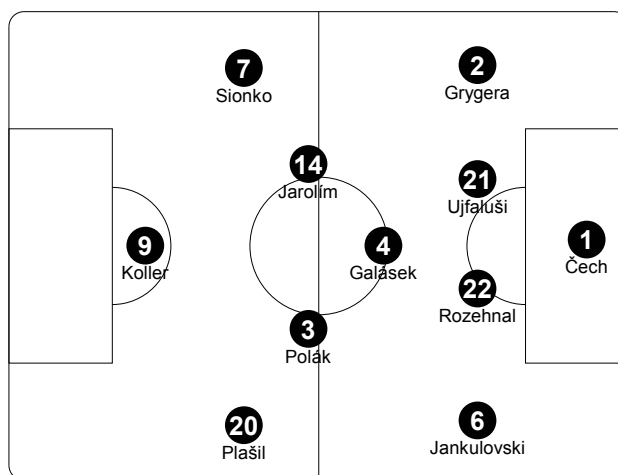 7
Sionko
2
Grygera
14
Jarolím
21
Ujfaluši
9
Koller
4
Galásek
1
Čech
22
Rozehnal
3
Polák
20
Plašil
6
Jankulovski